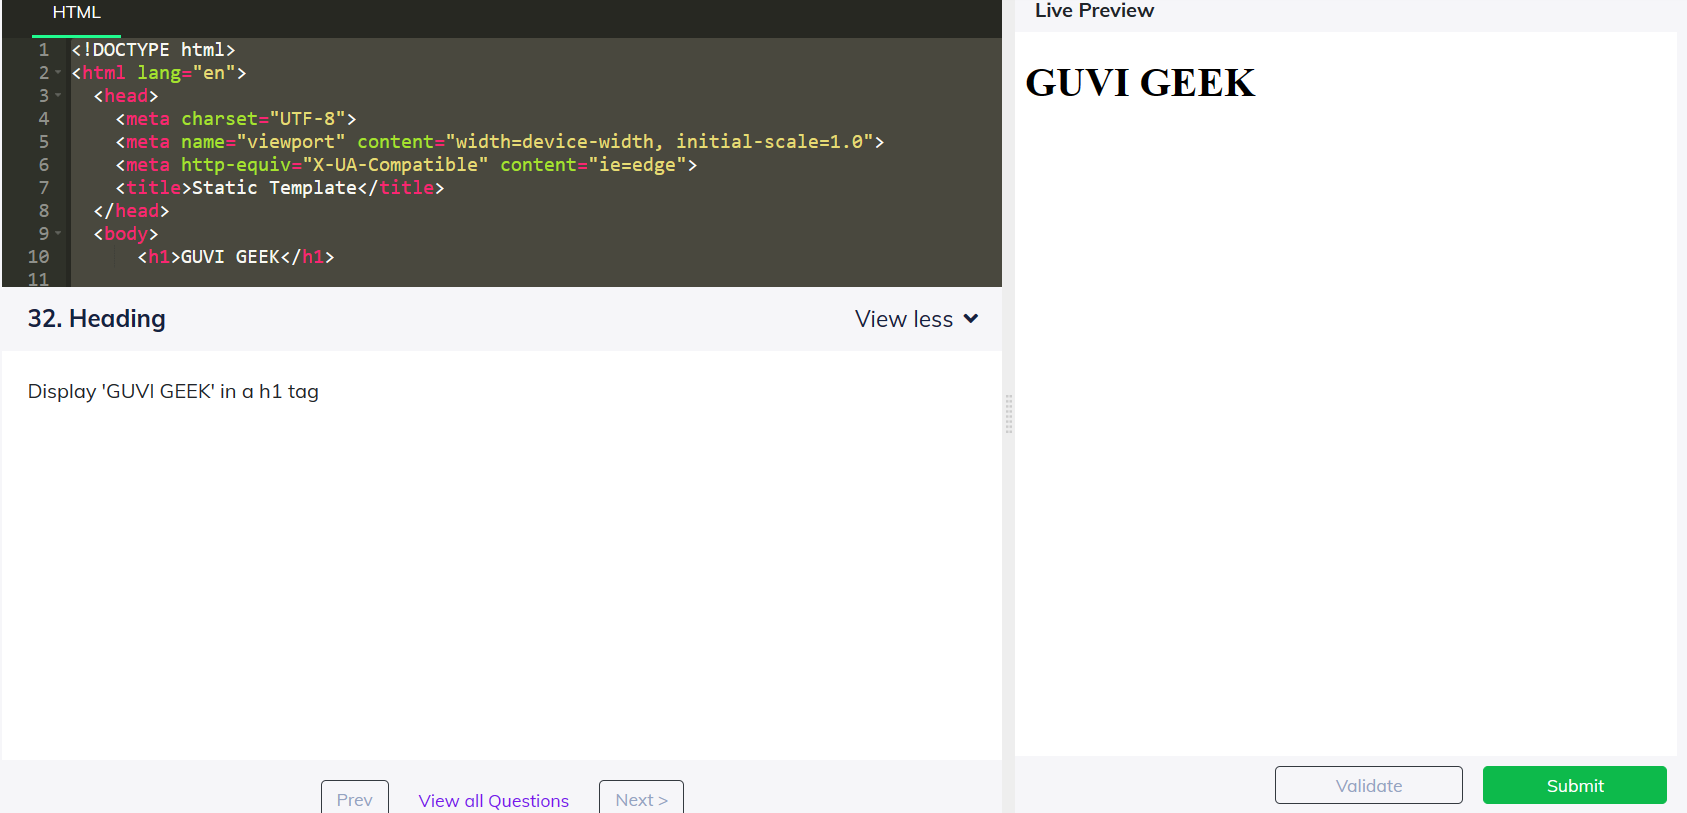 HTML
1 <!DOCTYPE html>
2 <html lang="en">
3 <head>
4 <meta charset="UTF-8">
5 <meta name="viewport" content="width=device-width, initial-scale=1.0">
6 <meta http-equiv="X-UA-Compatible" content="ie=edge">
7 <title>Static Template</title>
8 </head>
9 <body>
10 <h1>GUVI GEEK</h1>
11
32. Heading
View less
Display 'GUVI GEEK' in a h1 tag
Prev
View all Questions
Next >
Live Preview
GUVI GEEK
Validate
Submit